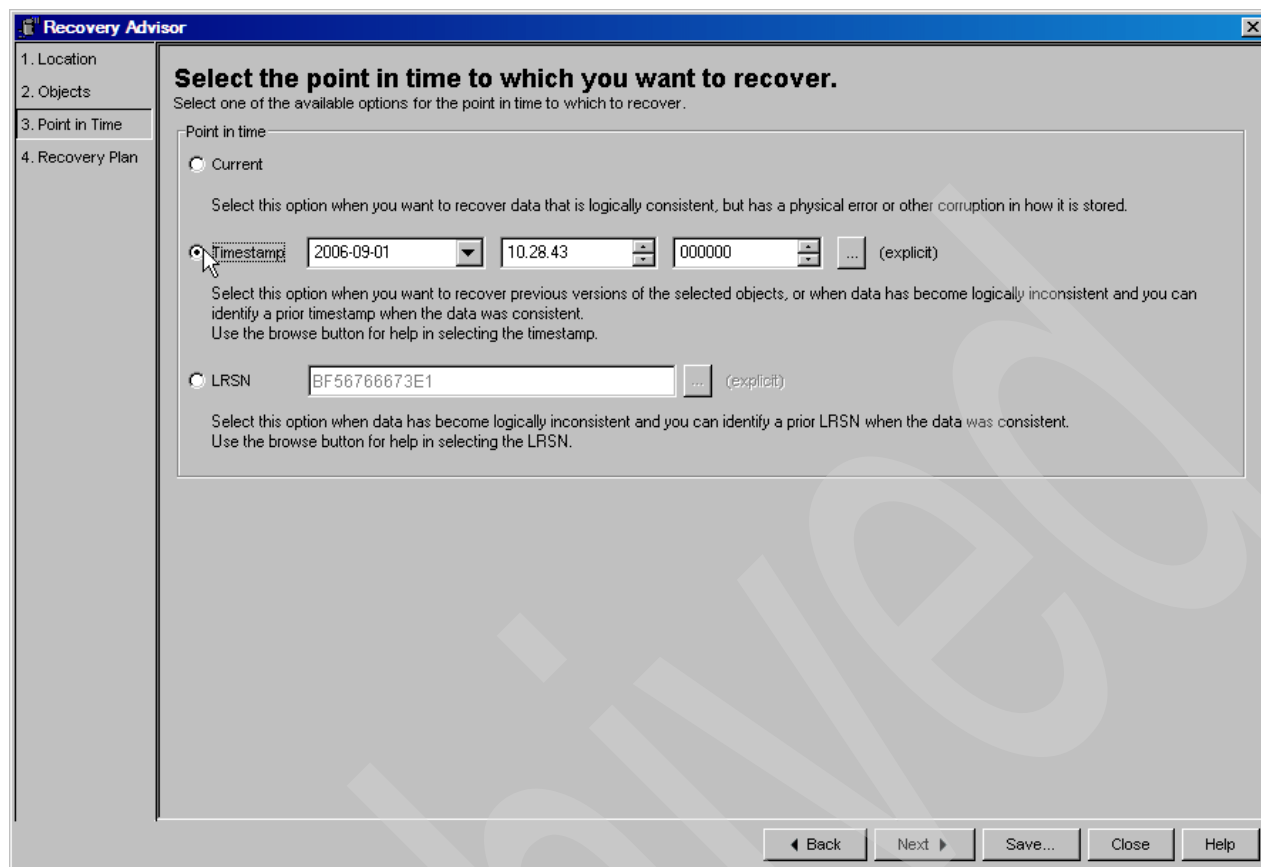 Recovery Advisor
1. Location
2. Objects
3. Point in Time
4. Recovery Plan
Select the point in time to which you want to recover.
Select one of the available options for the point in time to which to recover.
Point in time
Current
Select this option when you want to recover data that is logically consistent, but has a physical error or other corruption in how it is stored.
Timestamp 2006-09-01 10.28.43 000000 ... (explicit)
Select this option when you want to recover previous versions of the selected objects, or when data has become logically inconsistent and you can
identify a prior timestamp when the data was consistent.
Use the browse button for help in selecting the timestamp.
LRSN BF56766673E1 ... (explicit)
Select this option when data has become logically inconsistent and you can identify a prior LRSN when the data was consistent.
Use the browse button for help in selecting the LRSN.
Back Next Save... Close Help
hived